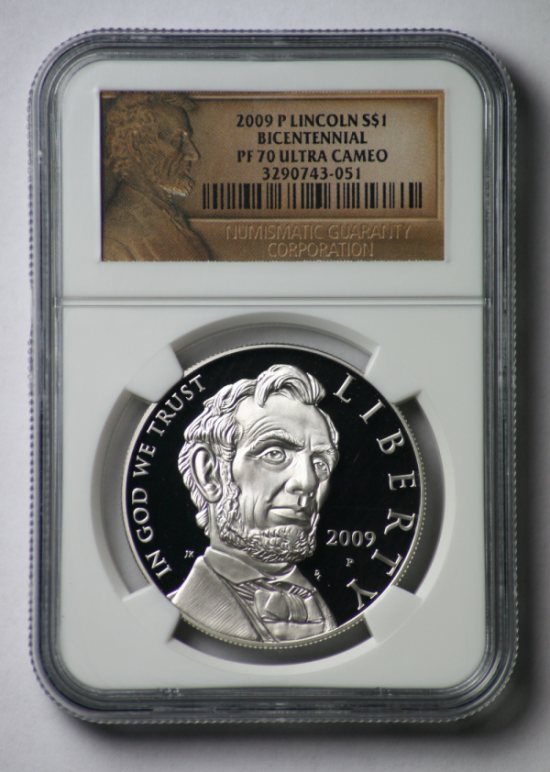 2009 P LINCOLN S$1
BICENTENNIAL
PF 70 ULTRA CAMEO
3290743-051
NUMISMATIC GUARANTY
CORPORATION
IN GOD WE TRUST
LIBERTY
2009
P
JK